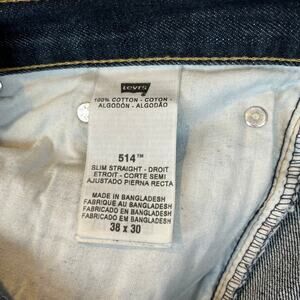 Levi's
100% COTTON - COTON -
ALGODÓN - ALGODÃO
514™
SLIM STRAIGHT - DROIT
ETROIT - CORTE SEMI
AJUSTADO PIERNA RECTA
MADE IN BANGLADESH
FABRIQUE AU BANGLADESH
FABRICADO EN BANGLADESH
FABRICADO EM BANGLADESH
38 x 30